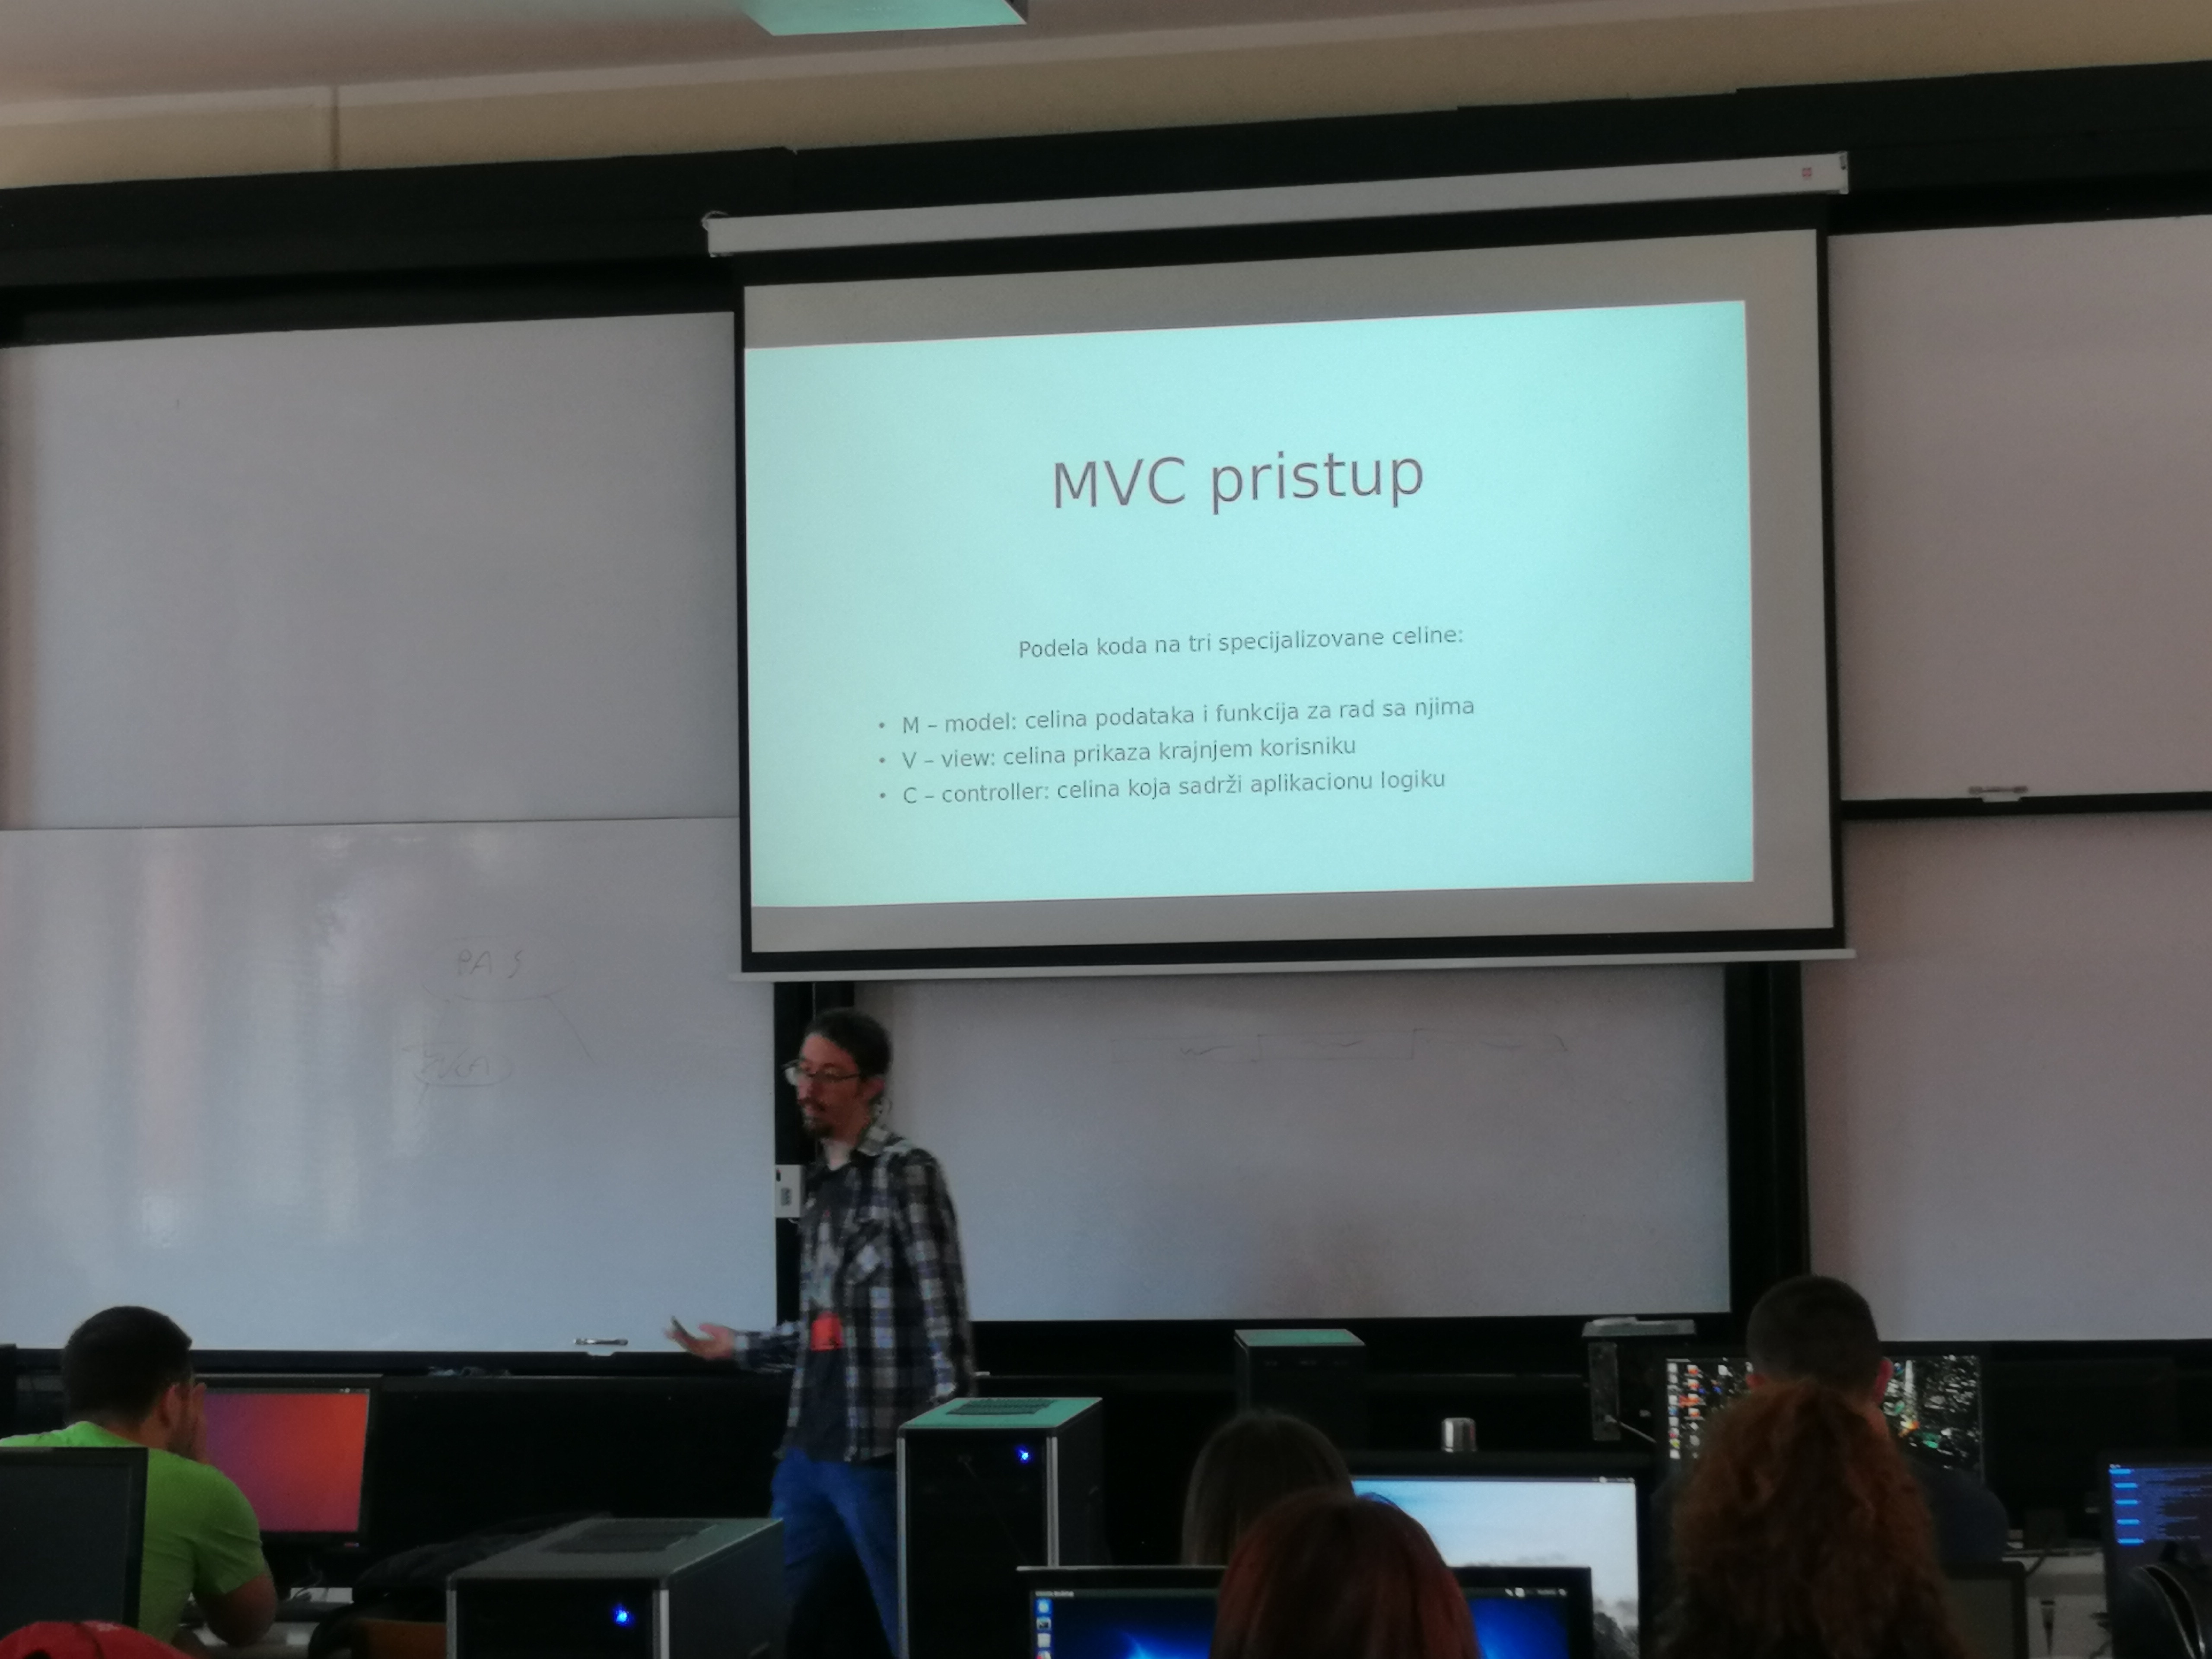 MVC pristup
Podela koda na tri specijalizovane celine:
• M – model: celina podataka i funkcija za rad sa njima
• V – view: celina prikaza krajnjem korisniku
• C – controller: celina koja sadrži aplikacionu logiku